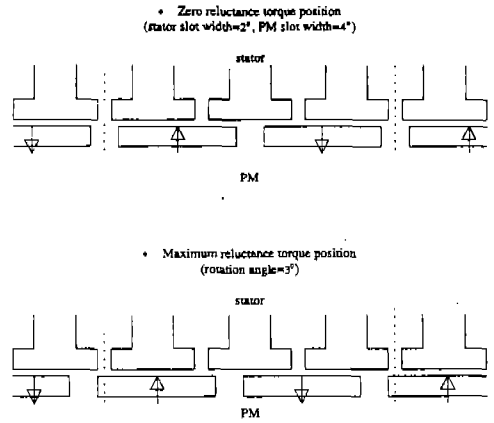 • Zero reluctance torque position
(stator slot width=2°, PM slot width=4°)
stator
PM
• Maximum reluctance torque position
(rotation angle=3°)
stator
PM